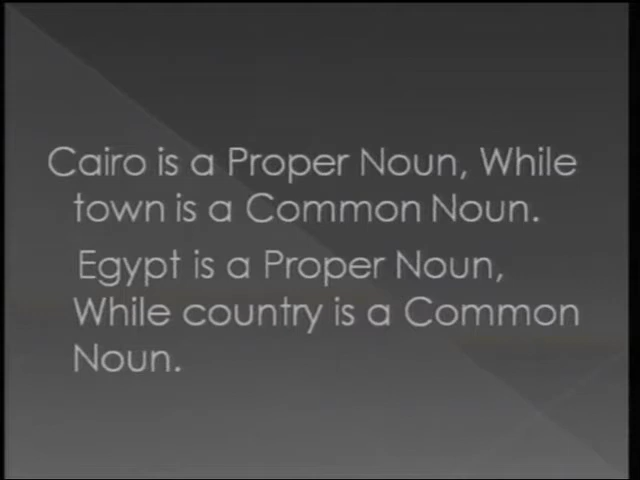 Cairo is a Proper Noun, While
town is a Common Noun.
Egypt is a Proper Noun,
While country is a Common
Noun.